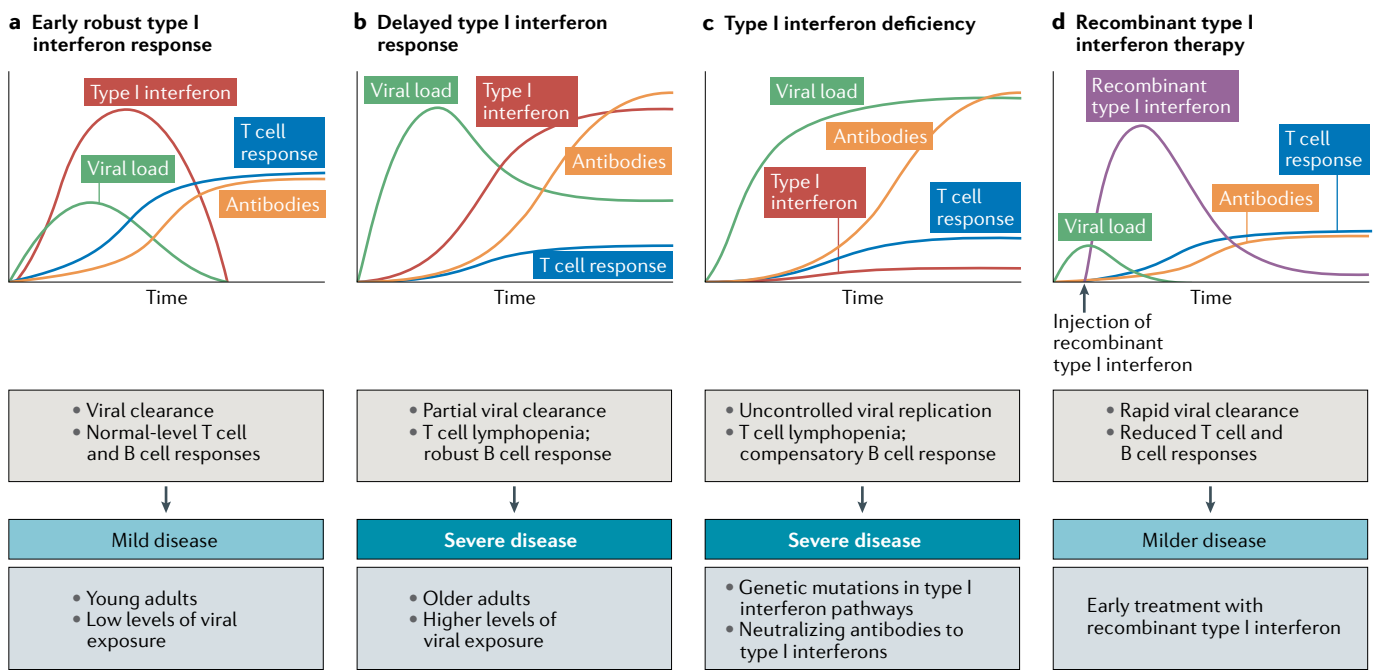 a Early robust type I
interferon response
Type I interferon
T cell
response
Viral load
Antibodies
Time
• Viral clearance
• Normal-level T cell
and B cell responses
Mild disease
• Young adults
• Low levels of viral
exposure
b Delayed type I interferon
response
Viral load
Type I
interferon
Antibodies
T cell response
Time
• Partial viral clearance
• T cell lymphopenia;
robust B cell response
Severe disease
• Older adults
• Higher levels of
viral exposure
c Type I interferon deficiency
Viral load
Antibodies
Type I
interferon
T cell
response
Time
• Uncontrolled viral replication
• T cell lymphopenia;
compensatory B cell response
Severe disease
• Genetic mutations in type I
interferon pathways
• Neutralizing antibodies to
type I interferons
d Recombinant type I
interferon therapy
Recombinant
type I interferon
T cell
response
Antibodies
Viral load
Time
Injection of
recombinant
type I interferon
• Rapid viral clearance
• Reduced T cell and
B cell responses
Milder disease
Early treatment with
recombinant type I interferon